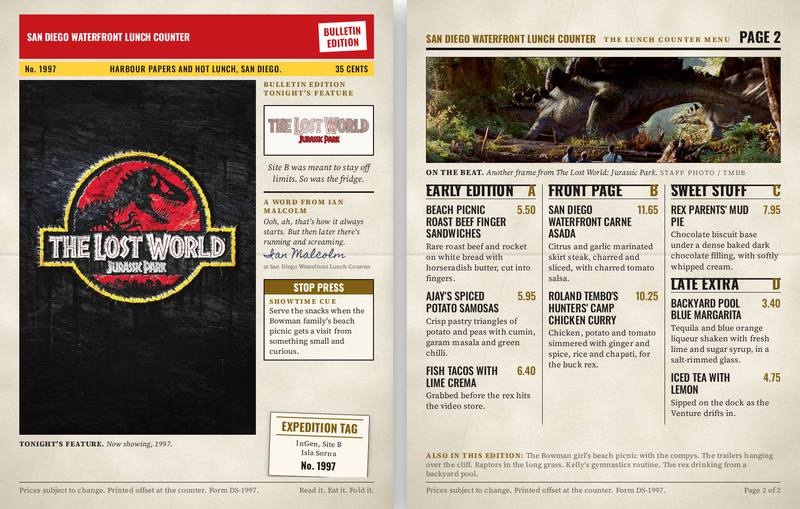 SAN DIEGO WATERFRONT LUNCH COUNTER
BULLETIN
EDITION
No. 1997
HARBOUR PAPERS AND HOT LUNCH, SAN DIEGO.
35 CENTS
THE LOST WORLD
JURASSIC PARK
BULLETIN EDITION
TONIGHT'S FEATURE
THE LOST WORLD
JURASSIC PARK
Site B was meant to stay off
limits. So was the fridge.
A WORD FROM IAN
MALCOLM
Ooh, ah, that's how it always
starts. But then later there's
running and screaming.
Ian Malcolm
at San Diego Waterfront Lunch Counter
STOP PRESS
SHOWTIME CUE
Serve the snacks when the
Bowman family's beach
picnic gets a visit from
something small and
curious.
EXPEDITION TAG
InGen, Site B
Isla Sorna
No. 1997
TONIGHT'S FEATURE. Now showing, 1997.
Prices subject to change. Printed offset at the counter. Form DS-1997.
Read it. Eat it. Fold it.
SAN DIEGO WATERFRONT LUNCH COUNTER
THE LUNCH COUNTER MENU
PAGE 2
ON THE BEAT. Another frame from The Lost World: Jurassic Park. STAFF PHOTO / TMDB
EARLY EDITION A
BEACH PICNIC 5.50
ROAST BEEF FINGER
SANDWICHES
Rare roast beef and rocket
on white bread with
horseradish butter, cut into
fingers.
AJAY'S SPICED 5.95
POTATO SAMOSAS
Crisp pastry triangles of
potato and peas with cumin,
garam masala and green
chilli.
FISH TACOS WITH 6.40
LIME CREMA
Grabbed before the rex hits
the video store.
FRONT PAGE B
SAN DIEGO 11.65
WATERFRONT CARNE
ASADA
Citrus and garlic marinated
skirt steak, charred and
sliced, with charred tomato
salsa.
ROLAND TEMBO'S 10.25
HUNTERS' CAMP
CHICKEN CURRY
Chicken, potato and tomato
simmered with ginger and
spice, rice and chapati, for
the buck rex.
SWEET STUFF C
REX PARENTS' MUD 7.95
PIE
Chocolate biscuit base
under a dense baked dark
chocolate filling, with softly
whipped cream.
LATE EXTRA D
BACKYARD POOL 3.40
BLUE MARGARITA
Tequila and blue orange
liqueur shaken with fresh
lime and sugar syrup, in a
salt-rimmed glass.
ICED TEA WITH 4.75
LEMON
Sipped on the dock as the
Venture drifts in.
ALSO IN THIS EDITION: The Bowman girl's beach picnic with the compys. The trailers hanging
over the cliff. Raptors in the long grass. Kelly's gymnastics routine. The rex drinking from a
backyard pool.
Prices subject to change. Printed offset at the counter. Form DS-1997.
Page 2 of 2